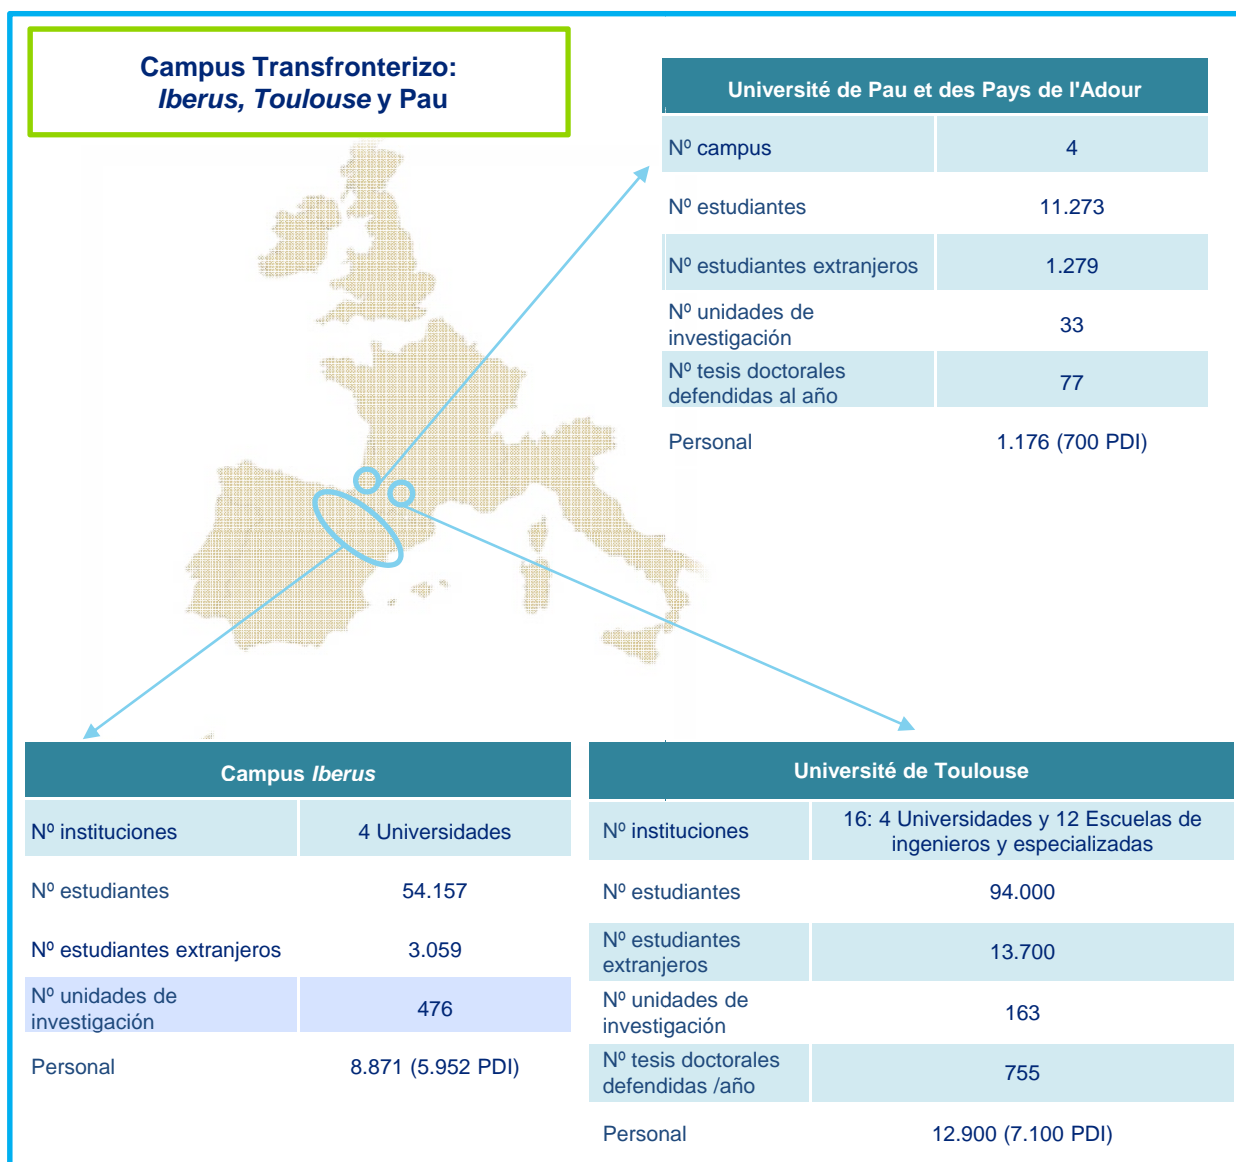 Campus Transfronterizo:
Iberus, Toulouse y Pau
Université de Pau et des Pays de l'Adour
Nº campus 4
Nº estudiantes 11.273
Nº estudiantes extranjeros 1.279
Nº unidades de
investigación 33
Nº tesis doctorales
defendidas al año 77
Personal 1.176 (700 PDI)
Campus Iberus
Nº instituciones 4 Universidades
Nº estudiantes 54.157
Nº estudiantes extranjeros 3.059
Nº unidades de
investigación 476
Personal 8.871 (5.952 PDI)
Université de Toulouse
Nº instituciones 16: 4 Universidades y 12 Escuelas de
ingenieros y especializadas
Nº estudiantes 94.000
Nº estudiantes
extranjeros 13.700
Nº unidades de
investigación 163
Nº tesis doctorales
defendidas /año 755
Personal 12.900 (7.100 PDI)